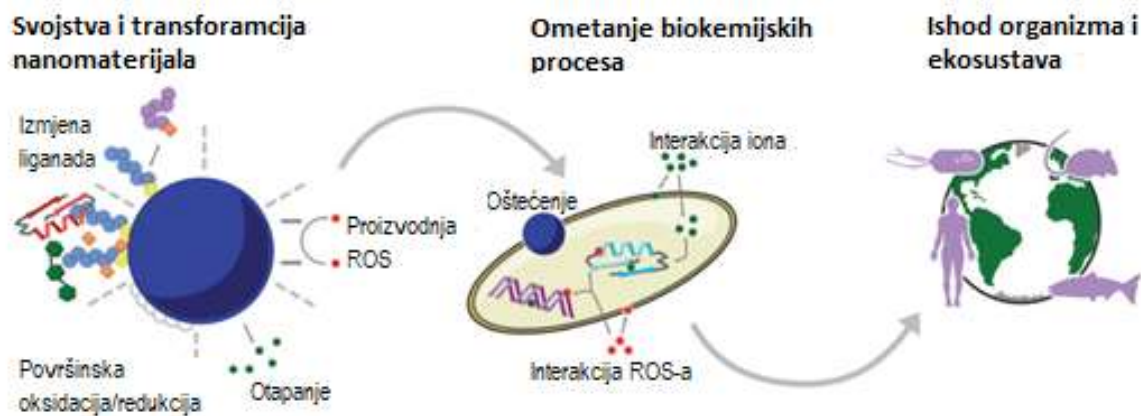 Svojstva i transforamcija
nanomaterijala
Izmjena
liganada
Proizvodnja
ROS
Površinska
oksidacija/redukcija
Otapanje
Ometanje biokemijskih
procesa
Interakcija iona
Oštećenje
Interakcija ROS-a
Ishod organizma i
ekosustava